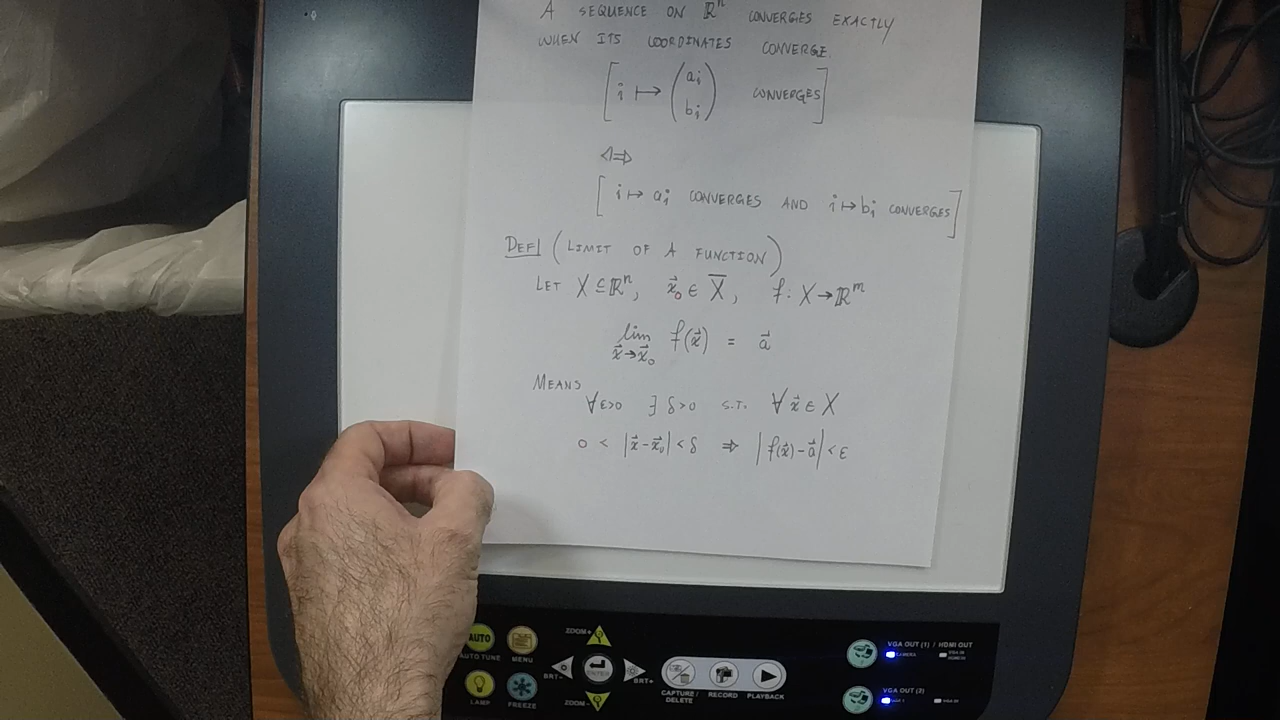 A SEQUENCE ON ℝⁿ CONVERGES EXACTLY
WHEN ITS COORDINATES CONVERGE.
[ i ↦ (aᵢ bᵢ) CONVERGES ]
⇔
[ i ↦ aᵢ CONVERGES AND i ↦ bᵢ CONVERGES ]
DEF| (LIMIT OF A FUNCTION)
LET X ⊆ ℝⁿ, x⃗₀ ∈ X̅, f: X → ℝᵐ
lim x⃗→x⃗₀ f(x⃗) = a⃗
MEANS
∀ε>0 ∃ δ>0 S.T. ∀ x⃗ ∈ X
0 < |x⃗-x⃗₀| < δ ⇒ |f(x⃗)-a⃗| < ε
AUTO
AUTO TUNE
MENU
LAMP
FREEZE
ZOOM+
BRT-
BRT+
ZOOM-
CAPTURE / DELETE
RECORD
PLAYBACK
VGA OUT (1) / HDMI OUT
CAMERA
VGA OUT (2)